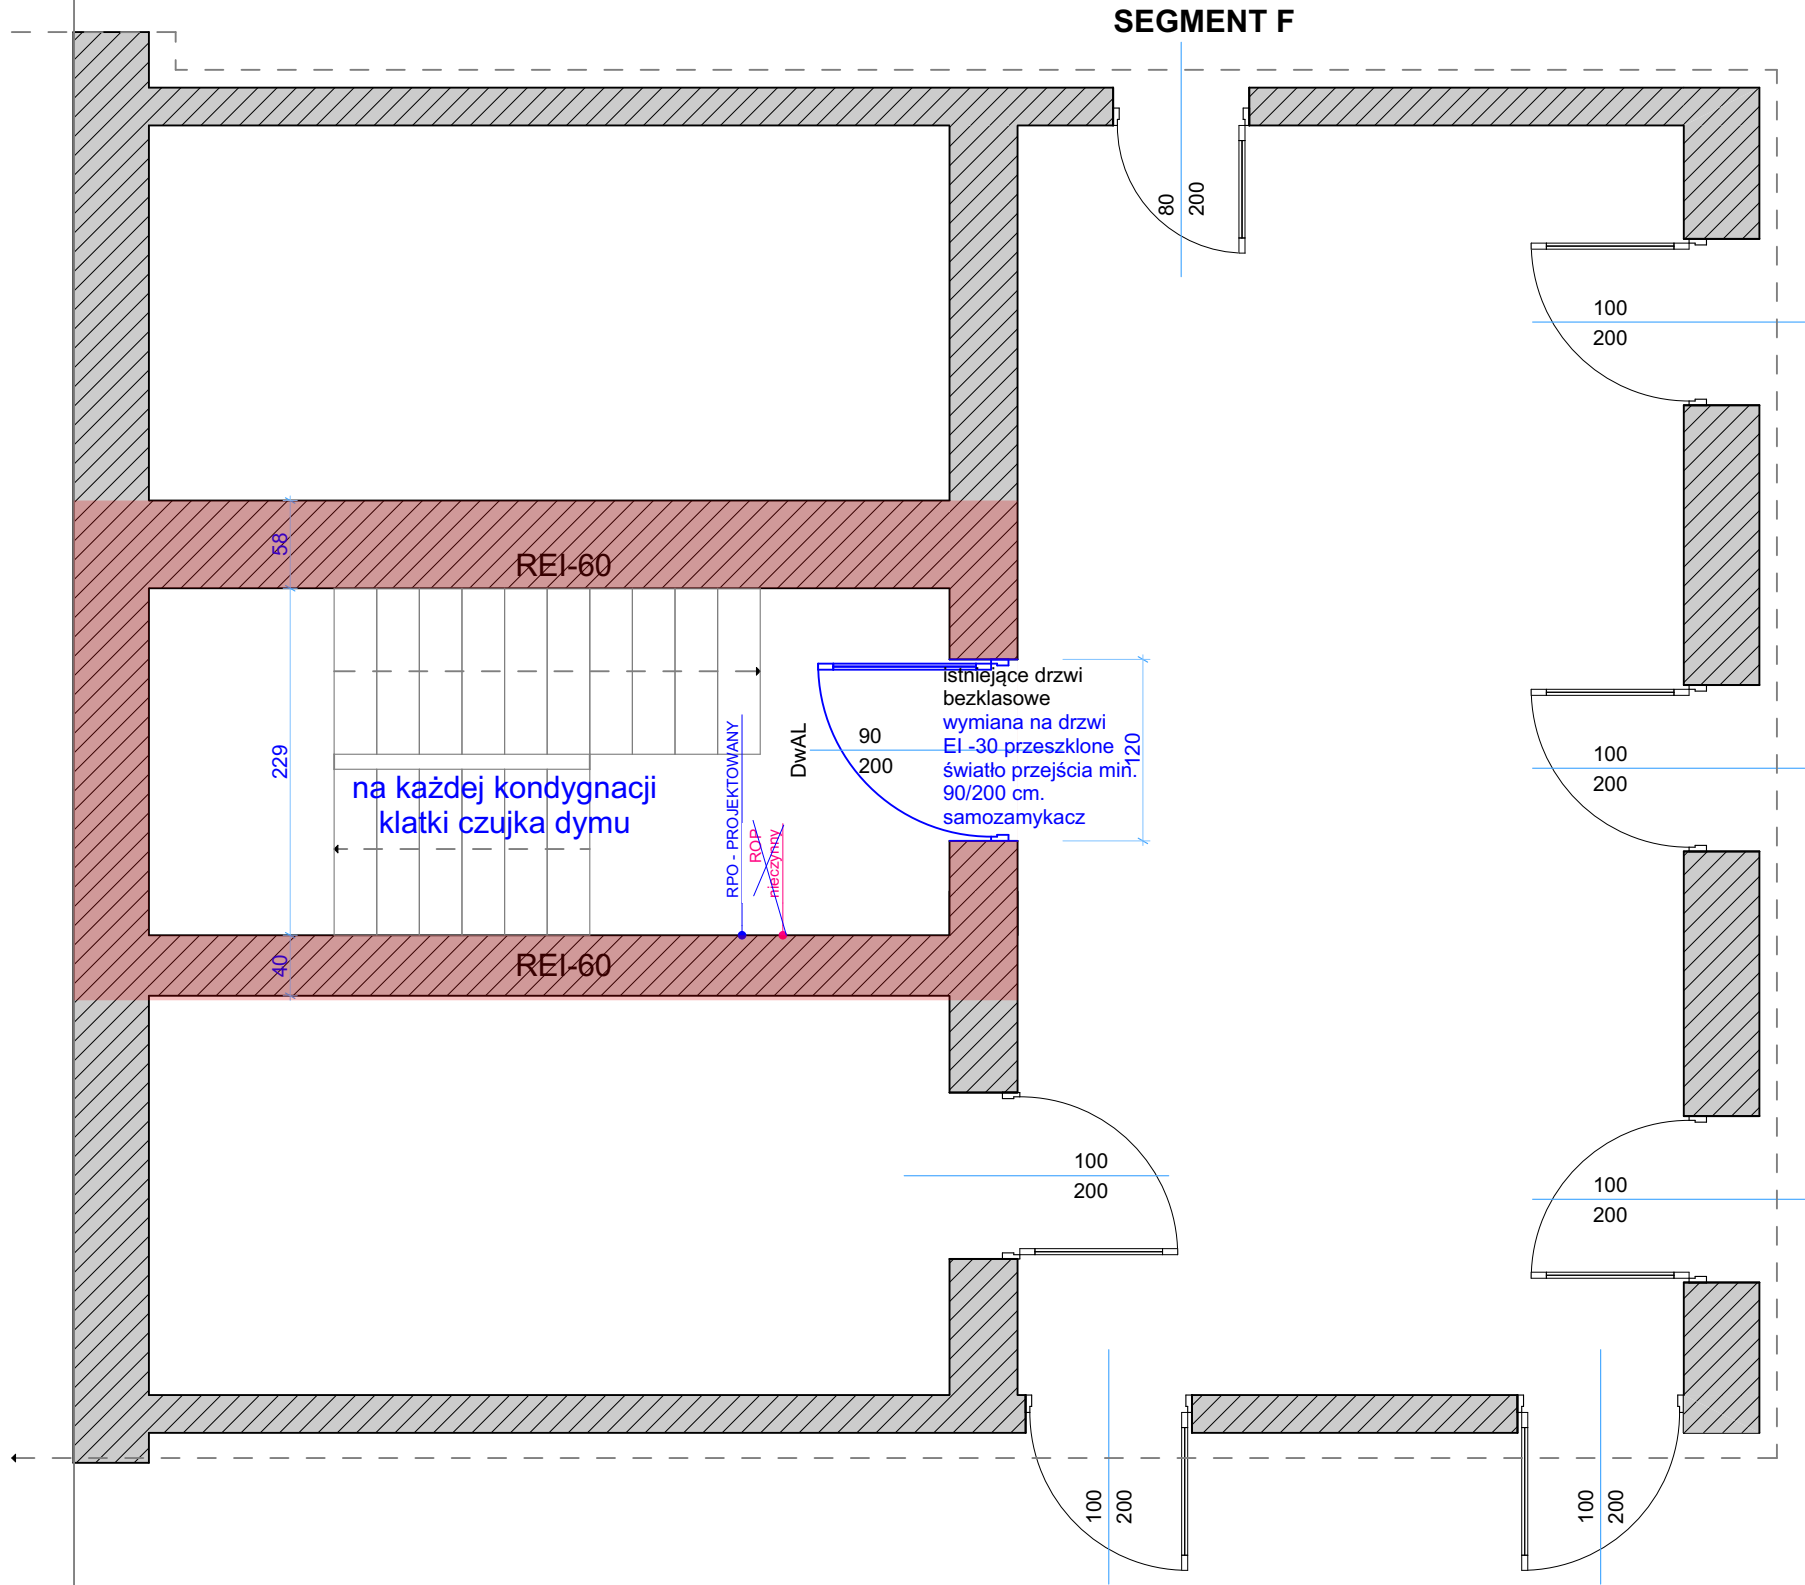 SEGMENT F
80
200
100
200
58
REI-60
istniejące drzwi
bezklasowe
wymiana na drzwi
EI -30 przeszklone
światło przejścia min.
90/200 cm.
samozamykacz
120
90
200
DwAL
RPO - PROJEKTOWANY
ROP
nieczynny
229
na każdej kondygnacji
klatki czujka dymu
100
200
40
REI-60
100
200
100
200
100
200
100
200